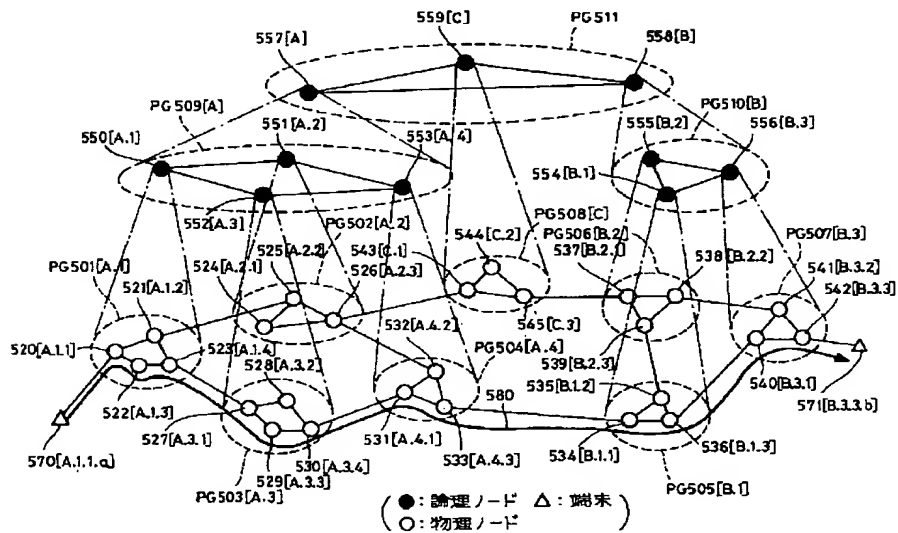 559[C]
PG511
557[A]
558[B]
PG509[A]
PG510[B]
551[A.2]
555[B.2]
550[A.1]
553[A.4]
556[B.3]
554[B.1]
552[A.3]
PG508[C]
PG502[A.2]
544[C.2]
PG506[B.2]
525[A.2.2]
543[C.1]
537[B.2.1]
PG507[B.3]
PG501[A.1]
524[A.2.1]
526[A.2.3]
538[B.2.2]
541[B.3.2]
521[A.1.2]
542[B.3.3]
532[A.4.2]
545[C.3]
520[A.1.1]
523[A.1.4]
PG504[A.4]
539[B.2.3]
528[A.3.2]
535[B.1.2]
540[B.3.1]
522[A.1.3]
580
571[B.3.3.b]
527[A.3.1]
531[A.4.1]
534[B.1.1]
536[B.1.3]
570[A.1.1.a]
530[A.3.4]
533[A.4.3]
529[A.3.3]
PG503[A.3]
PG505[B.1]
●:論理ノード △:端末
○:物理ノード